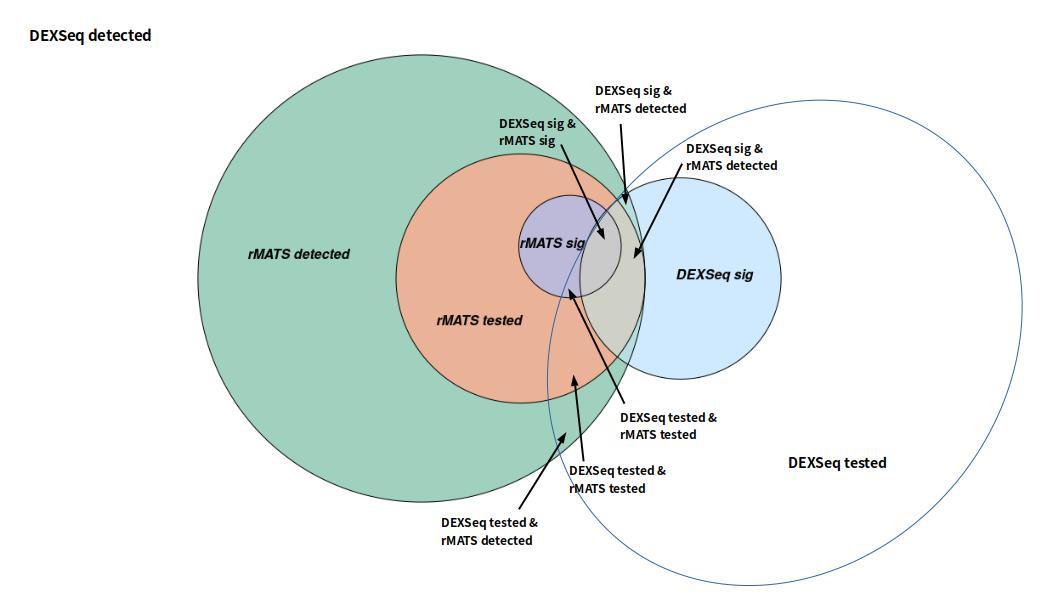 DEXSeq detected
DEXSeq sig &
rMATS detected
DEXSeq sig &
rMATS sig
DEXSeq sig &
rMATS detected
rMATS sig
rMATS detected
DEXSeq sig
rMATS tested
DEXSeq tested &
rMATS tested
DEXSeq tested
DEXSeq tested &
rMATS tested
DEXSeq tested &
rMATS detected